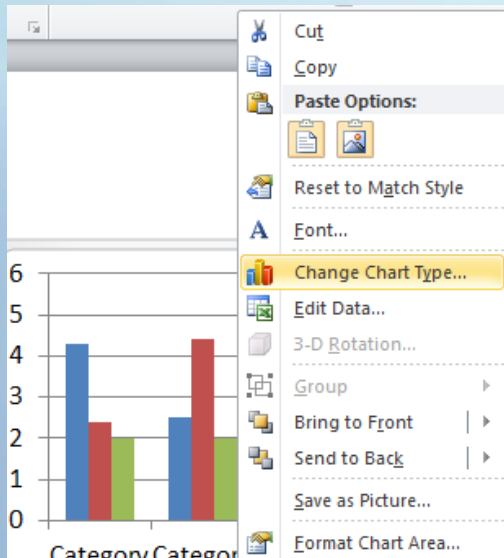 Cut
Copy
Paste Options:
Reset to Match Style
Font...
Change Chart Type...
Edit Data...
3-D Rotation...
Group
Bring to Front
Send to Back
Save as Picture...
Format Chart Area...
6
5
4
3
2
1
0
Category Categor